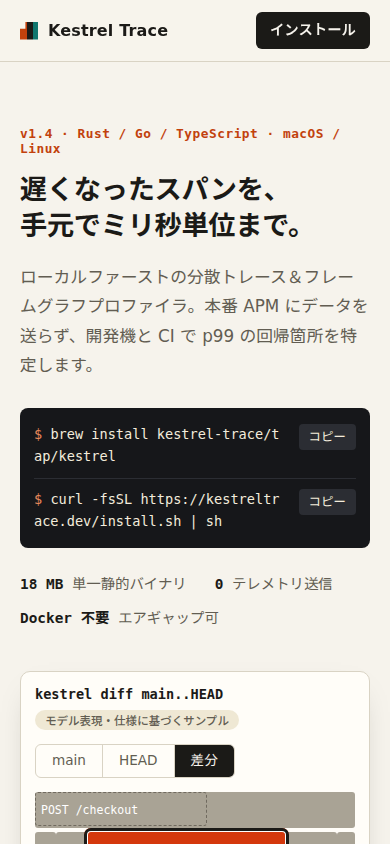 Kestrel Trace
インストール
v1.4 · Rust / Go / TypeScript · macOS /
Linux
遅くなったスパンを、
手元でミリ秒単位まで。
ローカルファーストの分散トレース＆フレー
ムグラフプロファイラ。本番 APM にデータを
送らず、開発機と CI で p99 の回帰箇所を特
定します。
$ brew install kestrel-trace/t
ap/kestrel
コピー
$ curl -fsSL https://kestreltr
ace.dev/install.sh | sh
コピー
18 MB 単一静的バイナリ 0 テレメトリ送信
Docker 不要 エアギャップ可
kestrel diff main..HEAD
モデル表現・仕様に基づくサンプル
main HEAD 差分
POST /checkout